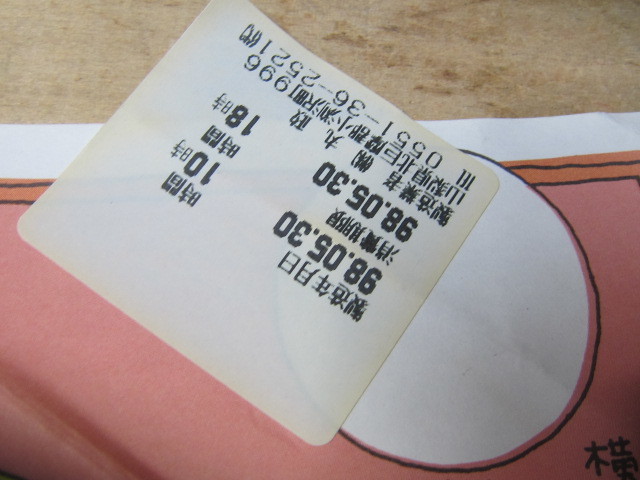 製造年月日 時間
98.05.30 10時
消費期限 時間
98.05.30 18時
製造業者 ㈱ 丸 政
山梨県北巨摩郡小淵沢町996
℡ 0551-36-2521㈹
横